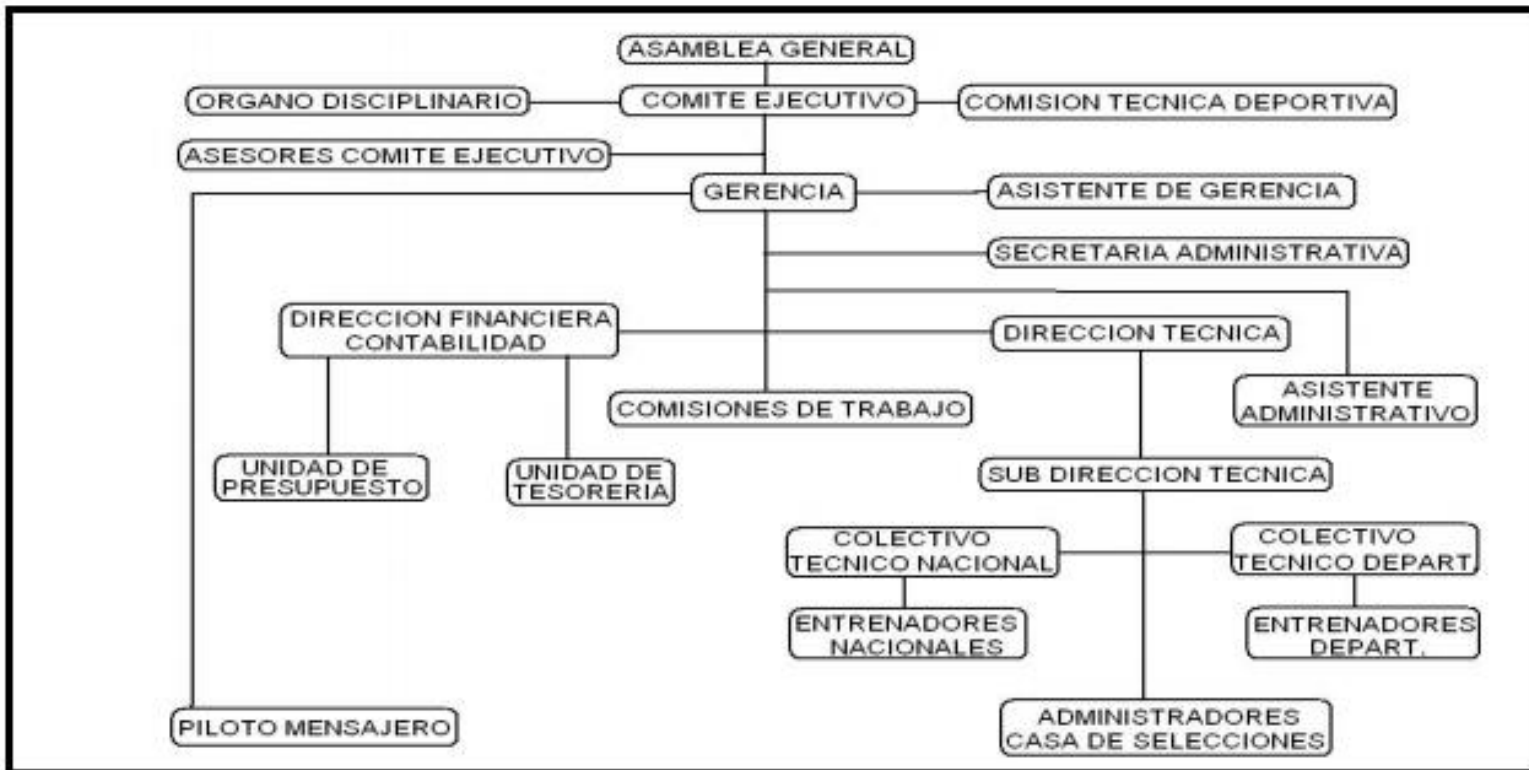 ASAMBLEA GENERAL
ORGANO DISCIPLINARIO
COMITE EJECUTIVO
COMISION TECNICA DEPORTIVA
ASESORES COMITE EJECUTIVO
GERENCIA
ASISTENTE DE GERENCIA
SECRETARIA ADMINISTRATIVA
DIRECCION FINANCIERA
CONTABILIDAD
DIRECCION TECNICA
ASISTENTE
ADMINISTRATIVO
COMISIONES DE TRABAJO
UNIDAD DE
PRESUPUESTO
UNIDAD DE
TESORERIA
SUB DIRECCION TECNICA
COLECTIVO
TECNICO NACIONAL
COLECTIVO
TECNICO DEPART.
ENTRENADORES
NACIONALES
ENTRENADORES
DEPART.
PILOTO MENSAJERO
ADMINISTRADORES
CASA DE SELECCIONES